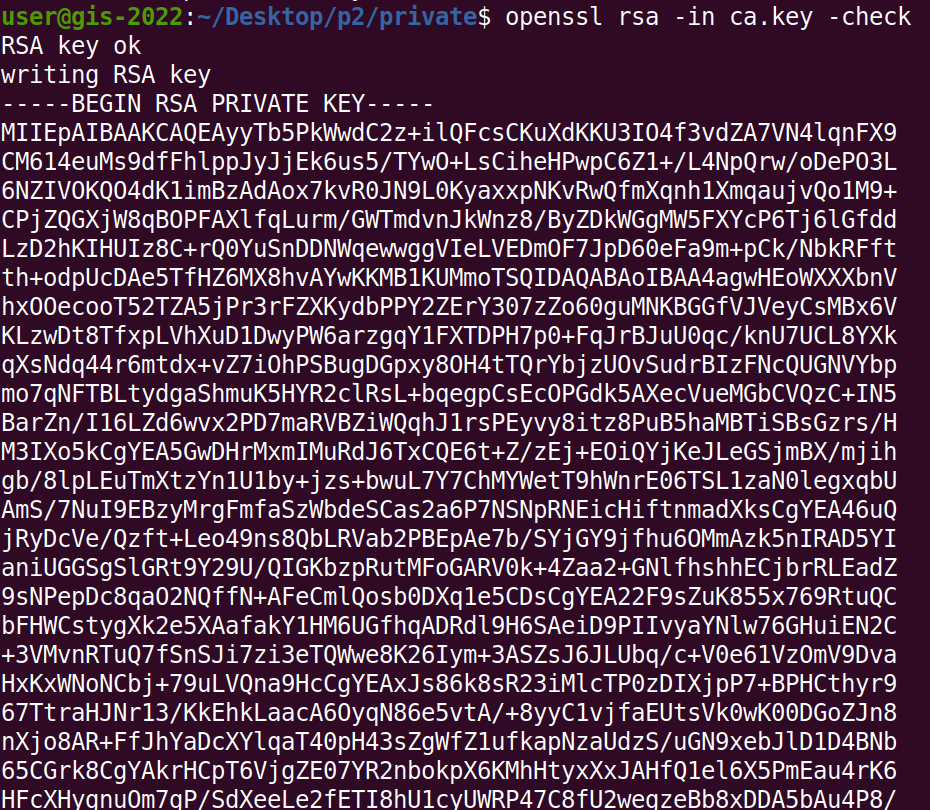 user@gis-2022:~/Desktop/p2/private$ openssl rsa -in ca.key -check
RSA key ok
writing RSA key
-----BEGIN RSA PRIVATE KEY-----
MIIEpAIBAAKCAQEAyyTb5PkWwdC2z+ilQFcsCKuXdKKU3IO4f3vdZA7VN4lqnFX9
CM614euMs9dfFhlppJyJjEk6us5/TYwO+LsCiheHPwpC6Z1+/L4NpQrw/oDePO3L
6NZIVOKQO4dK1imBzAdAox7kvR0JN9L0KyaxxpNKvRwQfmXqnh1XmqaujvQo1M9+
CPjZQGXjW8qBOPFAXlfqLurm/GWTmdvnJkWnz8/ByZDkWGgMW5FXYcP6Tj6lGfdd
LzD2hKIHUIz8C+rQ0YuSnDDNWqewwggVIeLVEDmOF7JpD60eFa9m+pCk/NbkRFft
th+odpUcDAe5TfHZ6MX8hvAYwKKMB1KUMmoTSQIDAQABAoIBAA4agwHEoWXXXbnV
hxOOecooT52TZA5jPr3rFZXKydbPPY2ZErY307zZo60guMNKBGGfVJVeyCsMBx6V
KLzwDt8TfxpLVhXuD1DwyPW6arzgqY1FXTDPH7p0+FqJrBJuU0qc/knU7UCL8YXk
qXsNdq44r6mtdx+vZ7iOhPSBugDGpxy8OH4tTQrYbjzUOvSudrBIzFNcQUGNVYbp
mo7qNFTBLtydgaShmuK5HYR2clRsL+bqegpCsEcOPGdk5AXecVueMGbCVQzC+IN5
BarZn/I16LZd6wvx2PD7maRVBZiWQqhJ1rsPEyvy8itz8PuB5haMBTiSBsGzrs/H
M3IXo5kCgYEA5GwDHrMxmIMuRdJ6TxCQE6t+Z/zEj+EOiQYjKeJLeGSjmBX/mjih
gb/8lpLEuTmXtzYn1U1by+jzs+bwuL7Y7ChMYWetT9hWnrE06TSL1zaN0legxqbU
AmS/7NuI9EBzyMrgFmfaSzWbdeSCas2a6P7NSNpRNEicHiftnmadXksCgYEA46uQ
jRyDcVe/Qzft+Leo49ns8QbLRVab2PBEpAe7b/SYjGY9jfhu6OMmAzk5nIRAD5YI
aniUGGSgSlGRt9Y29U/QIGKbzpRutMFoGARV0k+4Zaa2+GNlfhshhECjbrRLEadZ
9sNPepDc8qaO2NQffN+AFeCmlQosb0DXq1e5CDsCgYEA22F9sZuK855x769RtuQC
bFHWCstygXk2e5XAafakY1HM6UGfhqADRdl9H6SAeiD9PIIvyaYNlw76GHuiEN2C
+3VMvnRTuQ7fSnSJi7zi3eTQWwe8K26Iym+3ASZsJ6JLUbq/c+V0e61VzOmV9Dva
HxKxWNoNCbj+79uLVQna9HcCgYEAxJs86k8sR23iMlcTP0zDIXjpP7+BPHCthyr9
67TtraHJNr13/KkEhkLaacA6OyqN86e5vtA/+8yyC1vjfaEUtsVk0wK00DGoZJn8
nXjo8AR+FfJhYaDcXYlqaT40pH43sZgWfZ1ufkapNzaUdzS/uGN9xebJlD1D4BNb
65CGrk8CgYAkrHCpT6VjgZE07YR2nbokpX6KMhHtyxXxJAHfQ1el6X5PmEau4rK6
HFcXHygnuOm7gP/SdXeeLe2fETI8hU1cyUWRP47C8fU2weqzeBb8xDDA5bAu4P8/